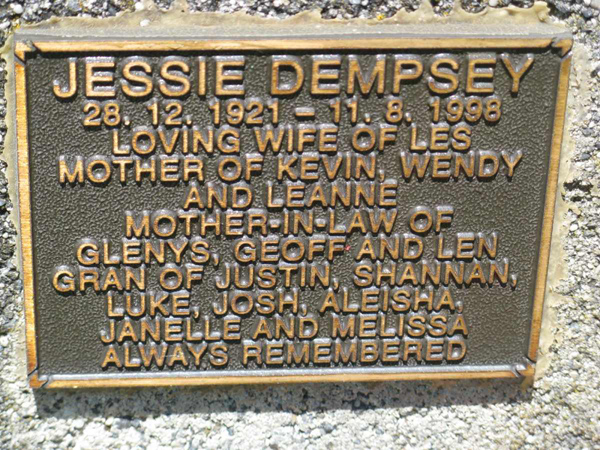 JESSIE DEMPSEY
28. 12. 1921 - 11. 8. 1998
LOVING WIFE OF LES
MOTHER OF KEVIN, WENDY
AND LEANNE
MOTHER-IN-LAW OF
GLENYS, GEOFF AND LEN
GRAN OF JUSTIN, SHANNAN,
LUKE, JOSH, ALEISHA,
JANELLE AND MELISSA
ALWAYS REMEMBERED